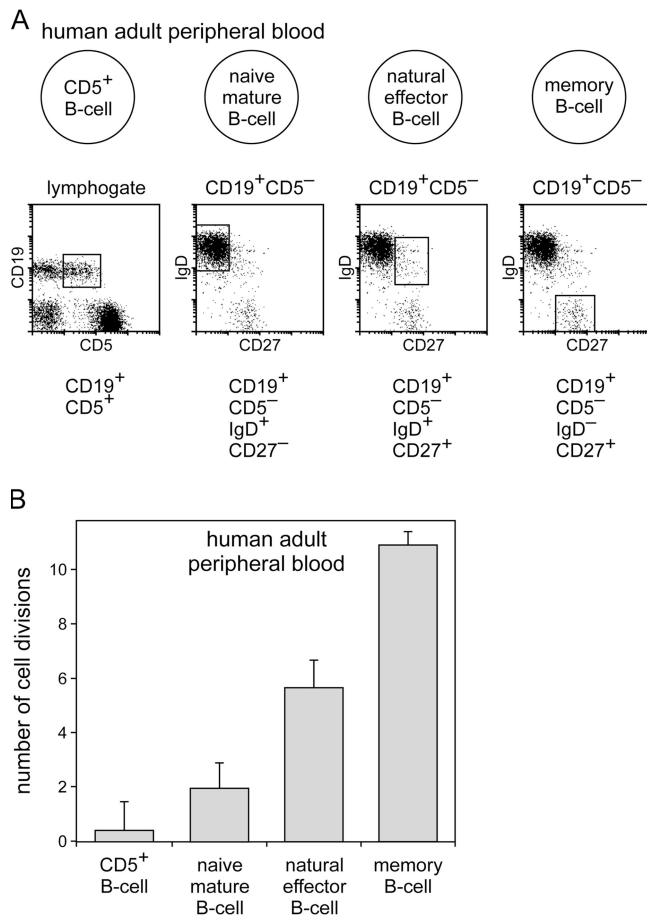 A
human adult peripheral blood
CD5⁺
B-cell
naive
mature
B-cell
natural
effector
B-cell
memory
B-cell
lymphogate
CD19
CD5
CD19⁺
CD5⁺
CD19⁺CD5⁻
IgD
CD27
CD19⁺
CD5⁻
IgD⁺
CD27⁻
CD19⁺CD5⁻
IgD
CD27
CD19⁺
CD5⁻
IgD⁺
CD27⁺
CD19⁺CD5⁻
IgD
CD27
CD19⁺
CD5⁻
IgD⁻
CD27⁺
B
human adult
peripheral blood
number of cell divisions
10
8
6
4
2
0
CD5⁺
B-cell
naive
mature
B-cell
natural
effector
B-cell
memory
B-cell